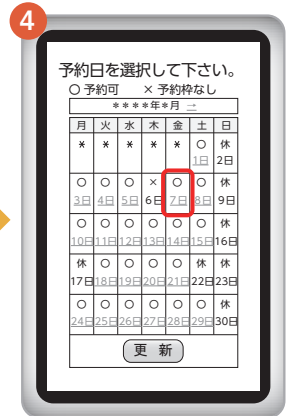 4
予約日を選択して下さい。
○ 予約可 × 予約枠なし
****年*月 →
月 火 水 木 金 土 日
* * * * * ○ 休
1日 2日
○ ○ ○ × ○ ○ 休
3日 4日 5日 6日 7日 8日 9日
○ ○ ○ ○ ○ ○ 休
10日 11日 12日 13日 14日 15日 16日
休 ○ ○ ○ ○ 休 休
17日 18日 19日 20日 21日 22日 23日
○ ○ ○ ○ ○ ○ 休
24日 25日 26日 27日 28日 29日 30日
更 新